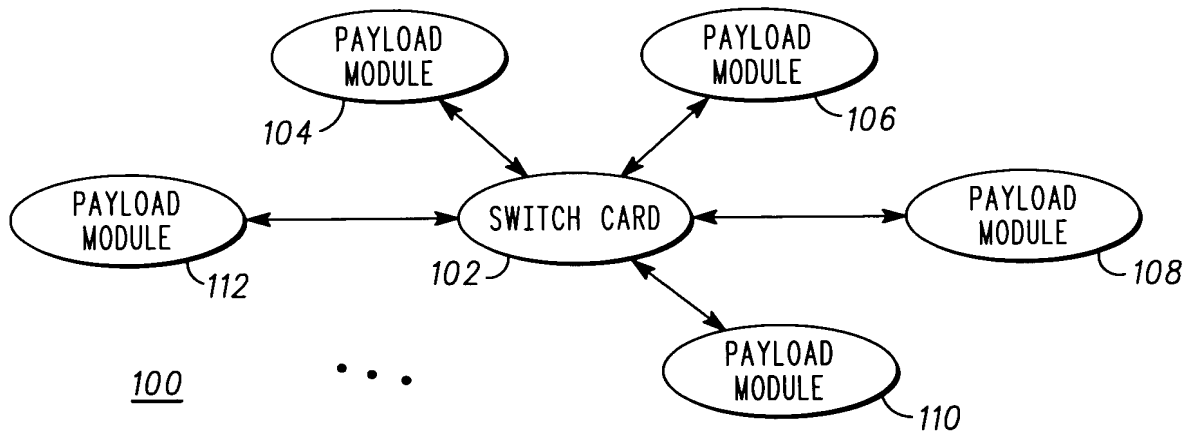 PAYLOAD
MODULE
104
PAYLOAD
MODULE
106
PAYLOAD
MODULE
112
SWITCH CARD
102
PAYLOAD
MODULE
108
PAYLOAD
MODULE
110
100